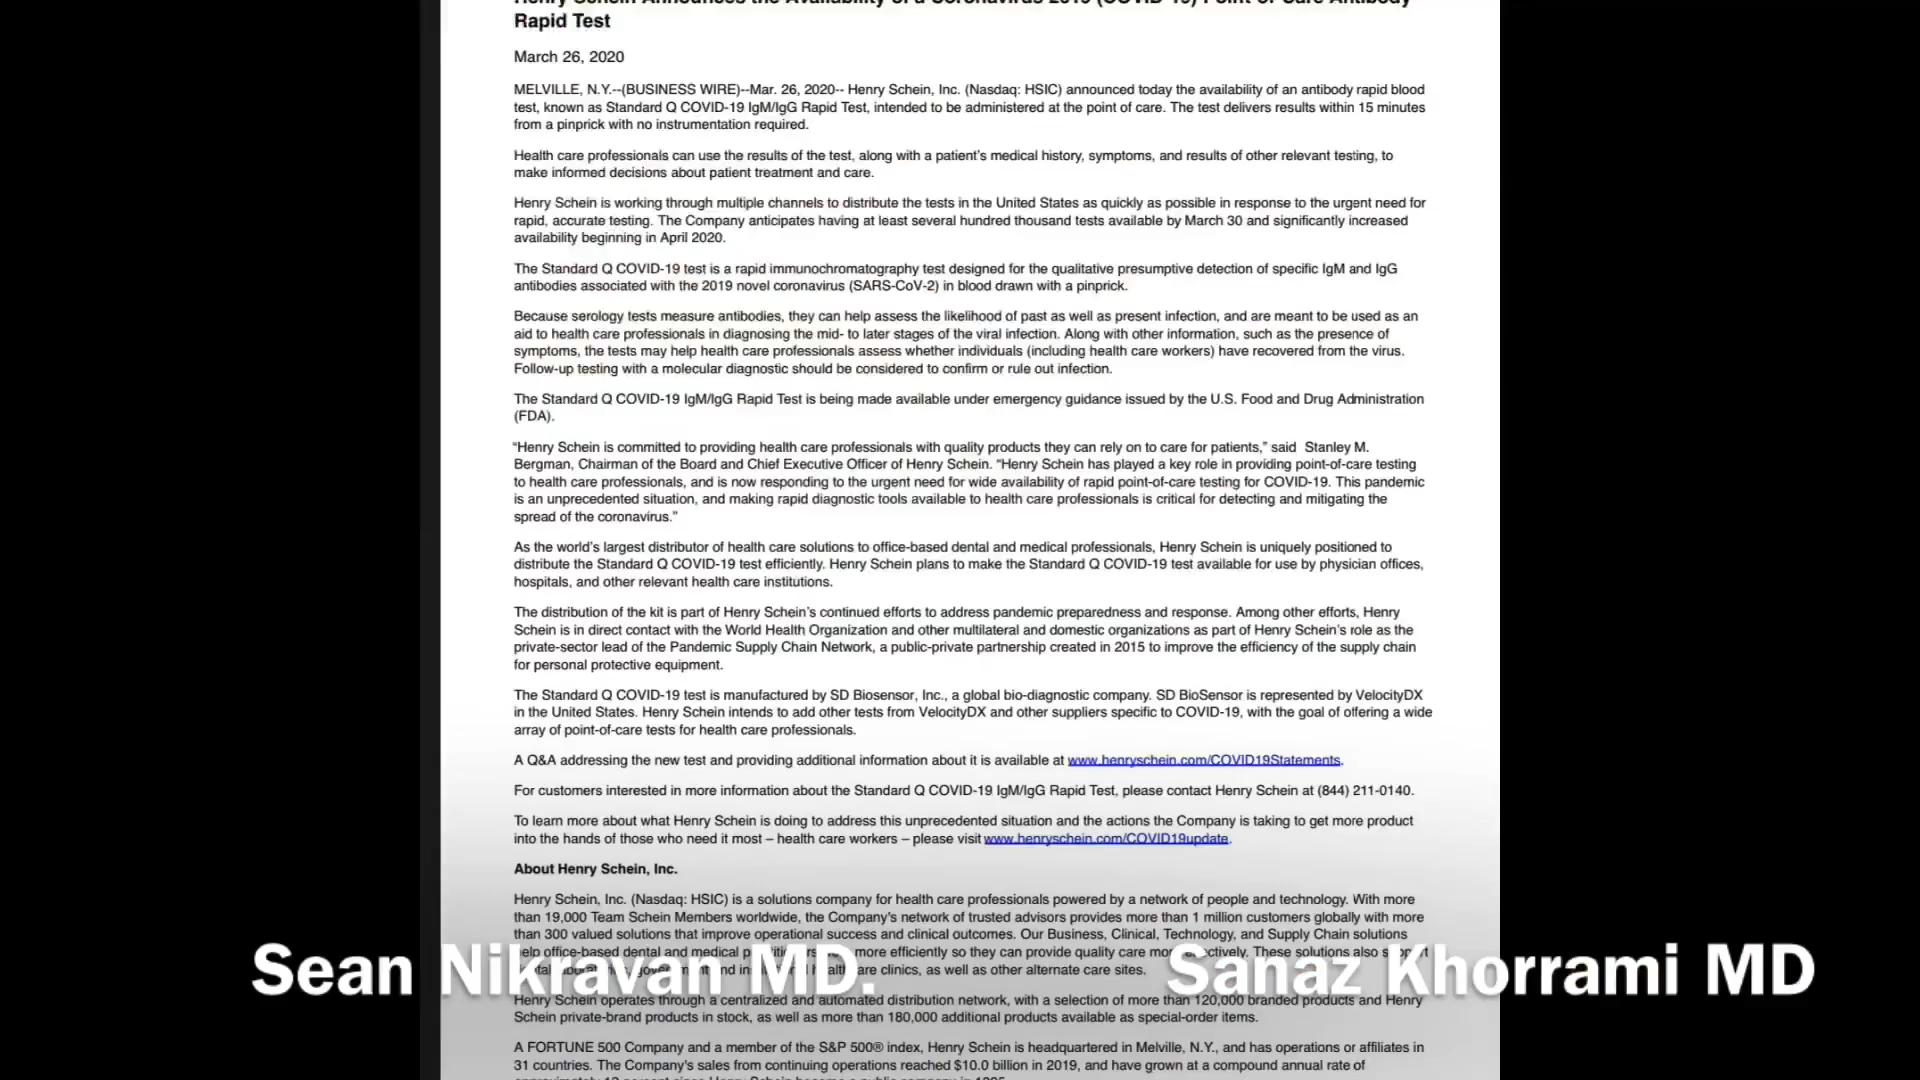 Henry Schein Announces the Availability of a Coronavirus 2019 (COVID-19) Point-of-Care Antibody
Rapid Test
March 26, 2020
MELVILLE, N.Y.--(BUSINESS WIRE)--Mar. 26, 2020-- Henry Schein, Inc. (Nasdaq: HSIC) announced today the availability of an antibody rapid blood
test, known as Standard Q COVID-19 IgM/IgG Rapid Test, intended to be administered at the point of care. The test delivers results within 15 minutes
from a pinprick with no instrumentation required.
Health care professionals can use the results of the test, along with a patient’s medical history, symptoms, and results of other relevant testing, to
make informed decisions about patient treatment and care.
Henry Schein is working through multiple channels to distribute the tests in the United States as quickly as possible in response to the urgent need for
rapid, accurate testing. The Company anticipates having at least several hundred thousand tests available by March 30 and significantly increased
availability beginning in April 2020.
The Standard Q COVID-19 test is a rapid immunochromatography test designed for the qualitative presumptive detection of specific IgM and IgG
antibodies associated with the 2019 novel coronavirus (SARS-CoV-2) in blood drawn with a pinprick.
Because serology tests measure antibodies, they can help assess the likelihood of past as well as present infection, and are meant to be used as an
aid to health care professionals in diagnosing the mid- to later stages of the viral infection. Along with other information, such as the presence of
symptoms, the tests may help health care professionals assess whether individuals (including health care workers) have recovered from the virus.
Follow-up testing with a molecular diagnostic should be considered to confirm or rule out infection.
The Standard Q COVID-19 IgM/IgG Rapid Test is being made available under emergency guidance issued by the U.S. Food and Drug Administration
(FDA).
“Henry Schein is committed to providing health care professionals with quality products they can rely on to care for patients,” said Stanley M.
Bergman, Chairman of the Board and Chief Executive Officer of Henry Schein. “Henry Schein has played a key role in providing point-of-care testing
to health care professionals, and is now responding to the urgent need for wide availability of rapid point-of-care testing for COVID-19. This pandemic
is an unprecedented situation, and making rapid diagnostic tools available to health care professionals is critical for detecting and mitigating the
spread of the coronavirus.”
As the world’s largest distributor of health care solutions to office-based dental and medical professionals, Henry Schein is uniquely positioned to
distribute the Standard Q COVID-19 test efficiently. Henry Schein plans to make the Standard Q COVID-19 test available for use by physician offices,
hospitals, and other relevant health care institutions.
The distribution of the kit is part of Henry Schein’s continued efforts to address pandemic preparedness and response. Among other efforts, Henry
Schein is in direct contact with the World Health Organization and other multilateral and domestic organizations as part of Henry Schein’s role as the
private-sector lead of the Pandemic Supply Chain Network, a public-private partnership created in 2015 to improve the efficiency of the supply chain
for personal protective equipment.
The Standard Q COVID-19 test is manufactured by SD Biosensor, Inc., a global bio-diagnostic company. SD BioSensor is represented by VelocityDX
in the United States. Henry Schein intends to add other tests from VelocityDX and other suppliers specific to COVID-19, with the goal of offering a wide
array of point-of-care tests for health care professionals.
A Q&A addressing the new test and providing additional information about it is available at www.henryschein.com/COVID19Statements.
For customers interested in more information about the Standard Q COVID-19 IgM/IgG Rapid Test, please contact Henry Schein at (844) 211-0140.
To learn more about what Henry Schein is doing to address this unprecedented situation and the actions the Company is taking to get more product
into the hands of those who need it most – health care workers – please visit www.henryschein.com/COVID19update.
About Henry Schein, Inc.
Henry Schein, Inc. (Nasdaq: HSIC) is a solutions company for health care professionals powered by a network of people and technology. With more
than 19,000 Team Schein Members worldwide, the Company’s network of trusted advisors provides more than 1 million customers globally with more
than 300 valued solutions that improve operational success and clinical outcomes. Our Business, Clinical, Technology, and Supply Chain solutions
help office-based dental and medical more efficiently so they can provide quality care more These solutions also
care clinics, as well as other alternate care sites.
Sean Nikravan MD.
Sanaz Khorrami MD
Henry Schein operates through a centralized and automated distribution network, with a selection of more than 120,000 branded products and Henry
Schein private-brand products in stock, as well as more than 180,000 additional products available as special-order items.
A FORTUNE 500 Company and a member of the S&P 500® index, Henry Schein is headquartered in Melville, N.Y., and has operations or affiliates in
31 countries. The Company’s sales from continuing operations reached $10.0 billion in 2019, and have grown at a compound annual rate of